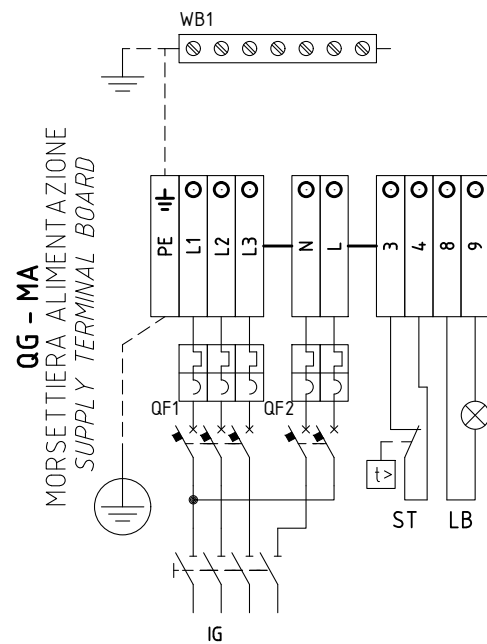 WB1
QG - MA
MORSETTIERA ALIMENTAZIONE
SUPPLY TERMINAL BOARD
PE
L1
L2
L3
N
L
3
4
8
9
QF1
QF2
t>
ST
LB
IG